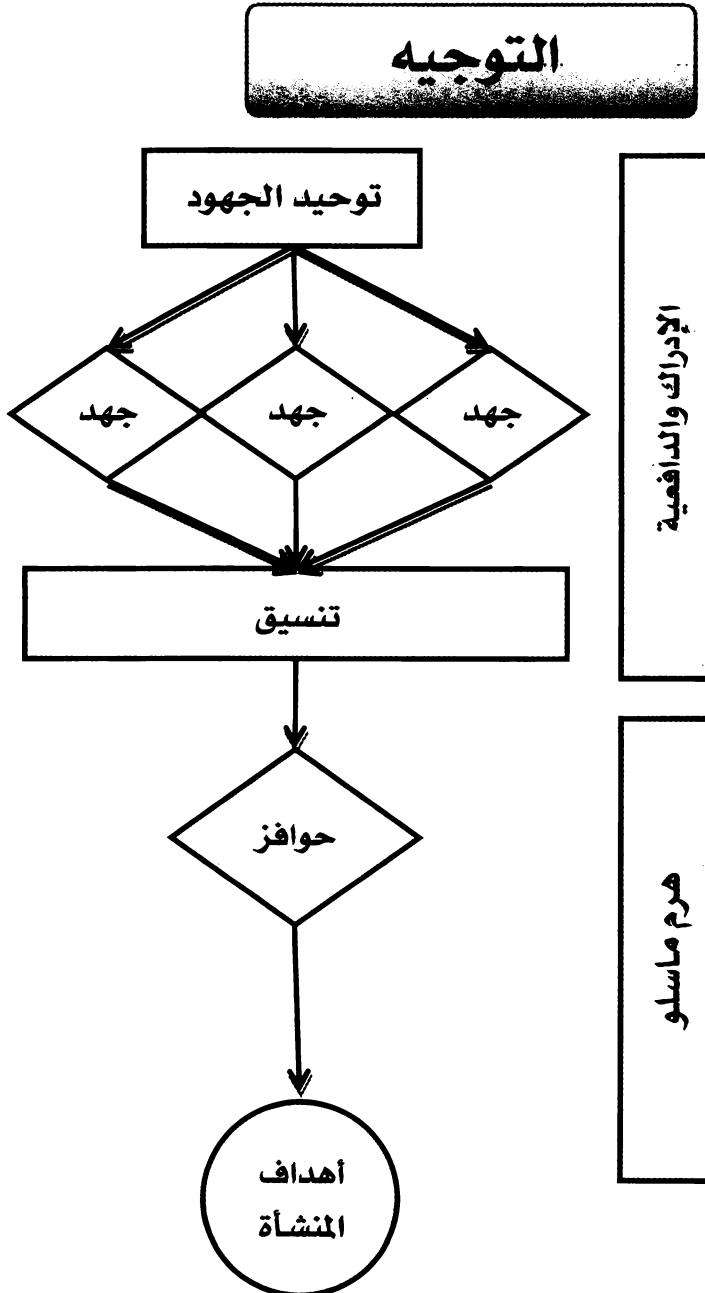 التوجيه
توحيد الجهود
جهد
جهد
جهد
تنسيق
حوافز
أهداف
المنشأة
الإدراك والدافعية
هرم ماسلو